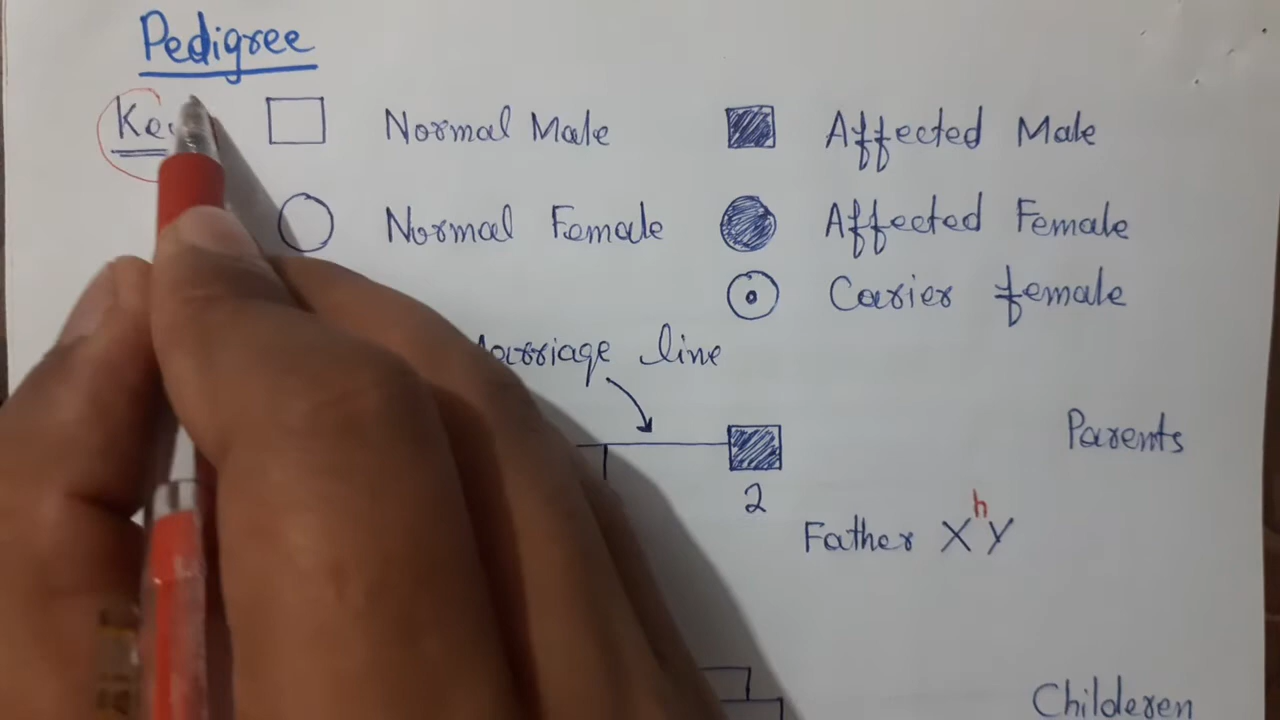 Pedigree
Normal Male
Affected Male
Normal Female
Affected Female
Carier female
line
Parents
2
Father X^h Y
Childeren